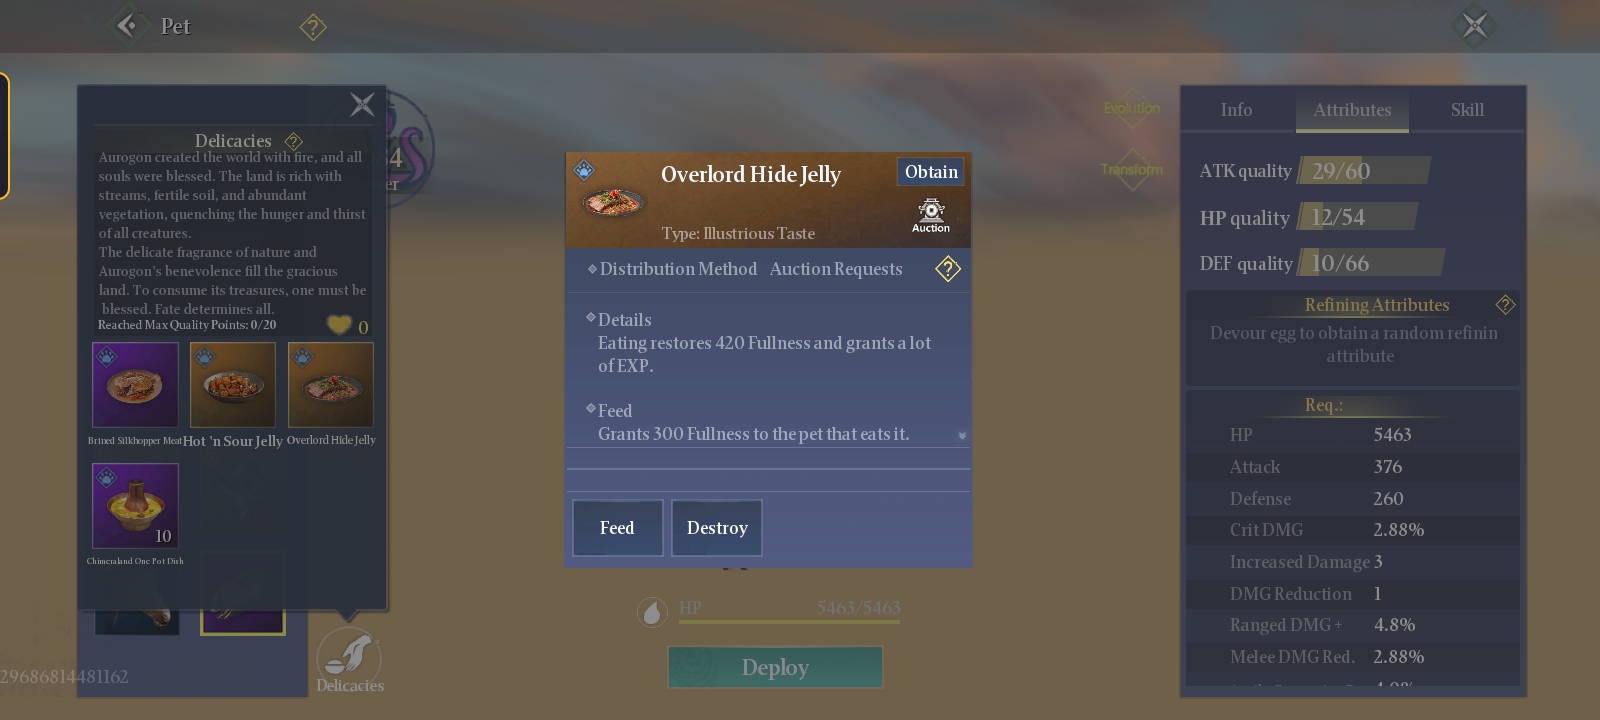 Pet
?
Delicacies ?
Aurogon created the world with fire, and all
souls were blessed. The land is rich with
streams, fertile soil, and abundant
vegetation, quenching the hunger and thirst
of all creatures.
The delicate fragrance of nature and
Aurogon's benevolence fill the gracious
land. To consume its treasures, one must be
blessed. Fate determines all.
Reached Max Quality Points: 0/20
0
Brined Silkhopper Meat
Hot 'n Sour Jelly
Overlord Hide Jelly
10
Chimeraland One Pot Dish
Delicacies
29686814481162
Overlord Hide Jelly
Obtain
Type: Illustrious Taste
Auction
Distribution Method Auction Requests ?
Details
Eating restores 420 Fullness and grants a lot
of EXP.
Feed
Grants 300 Fullness to the pet that eats it.
Feed
Destroy
HP 5463/5463
Deploy
Evolution
Transform
Info
Attributes
Skill
ATK quality 29/60
HP quality 12/54
DEF quality 10/66
Refining Attributes ?
Devour egg to obtain a random refinin
attribute
Req.:
HP 5463
Attack 376
Defense 260
Crit DMG 2.88%
Increased Damage 3
DMG Reduction 1
Ranged DMG + 4.8%
Melee DMG Red. 2.88%